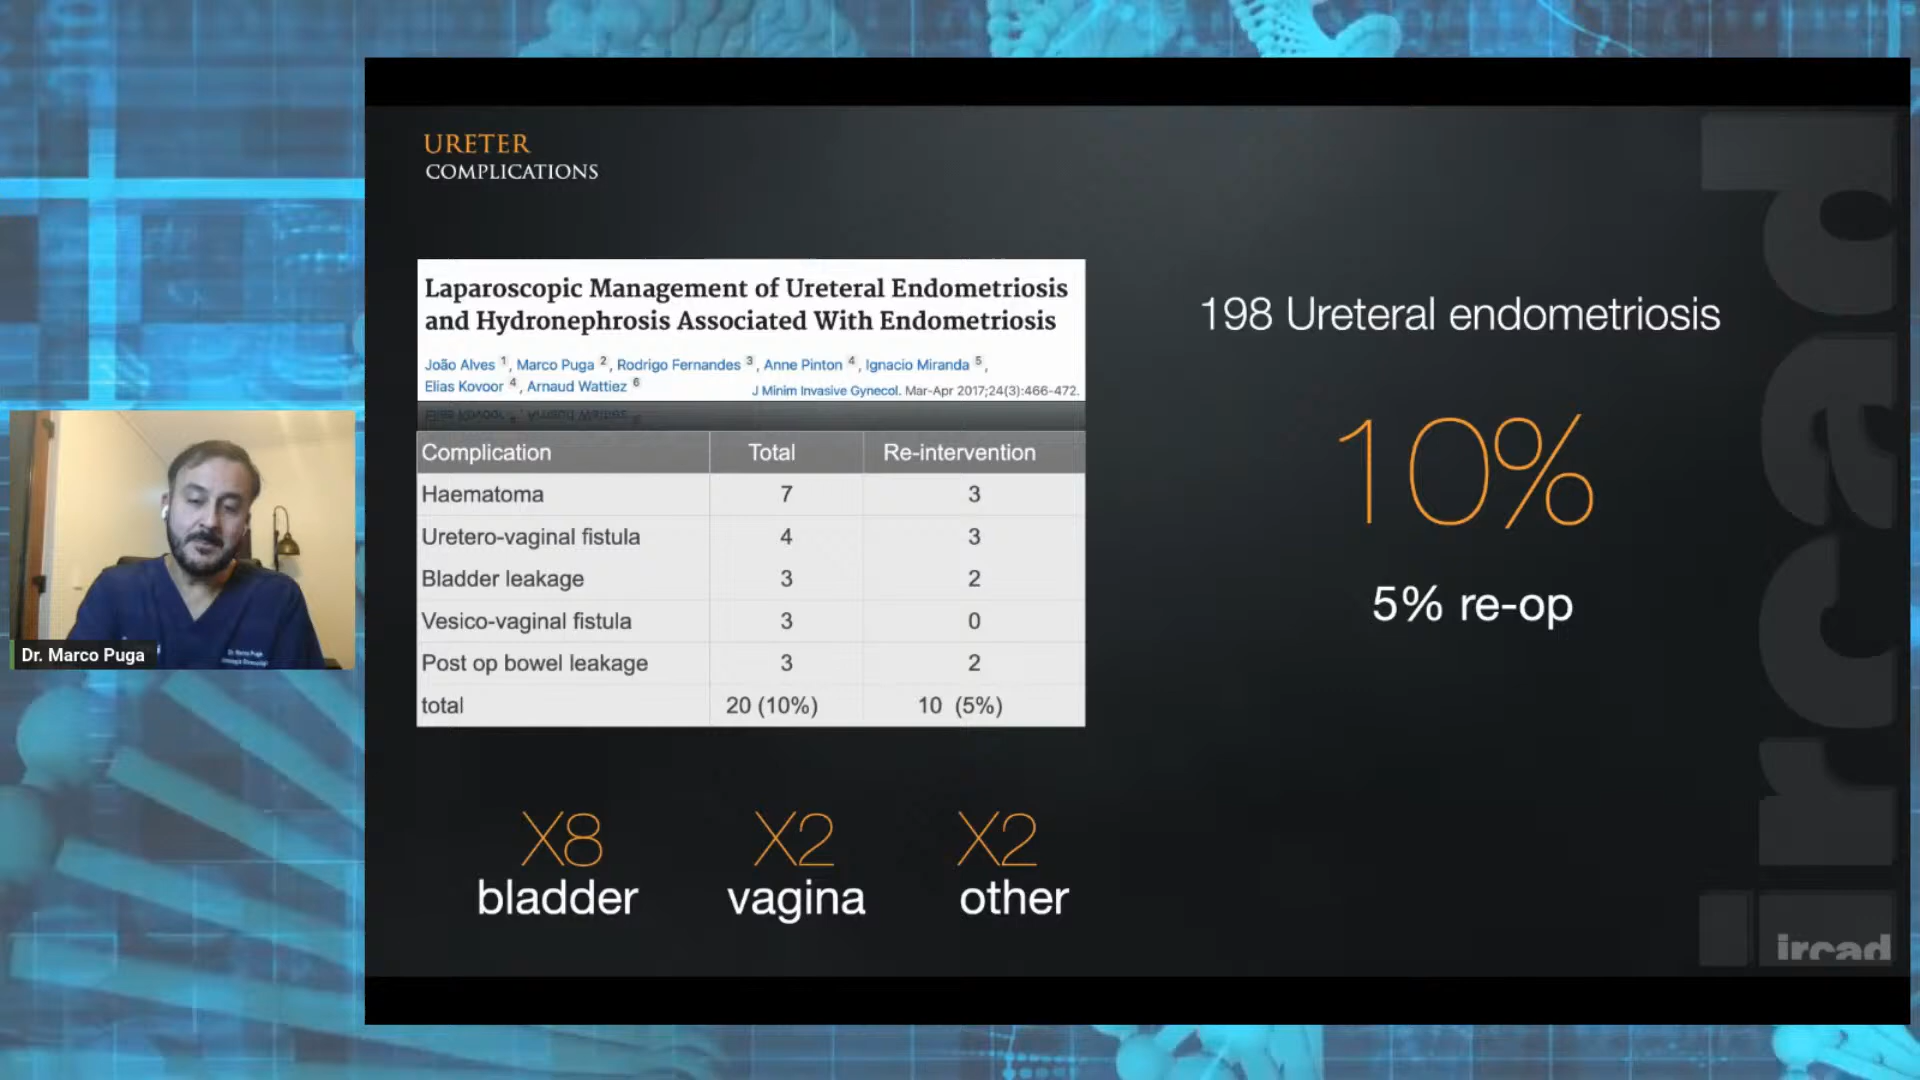 URETER
COMPLICATIONS
Laparoscopic Management of Ureteral Endometriosis
and Hydronephrosis Associated With Endometriosis
João Alves 1, Marco Puga 2, Rodrigo Fernandes 3, Anne Pinton 4, Ignacio Miranda 5,
Elias Kovoor 4, Arnaud Wattiez 6 J Minim Invasive Gynecol. Mar-Apr 2017;24(3):466-472.
Complication Total Re-intervention
Haematoma 7 3
Uretero-vaginal fistula 4 3
Bladder leakage 3 2
Vesico-vaginal fistula 3 0
Post op bowel leakage 3 2
total 20 (10%) 10 (5%)
X8 X2 X2
bladder vagina other
198 Ureteral endometriosis
10%
5% re-op
ircad
ircad
Dr. Marco Puga